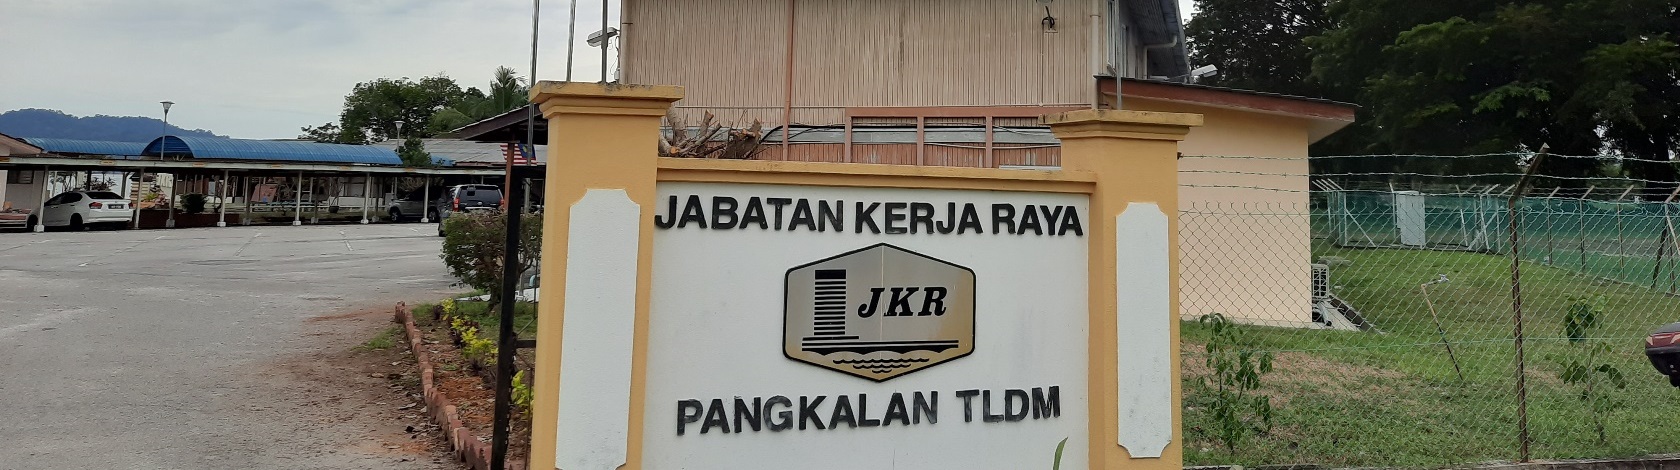 JABATAN KERJA RAYA
JKR
PANGKALAN TLDM